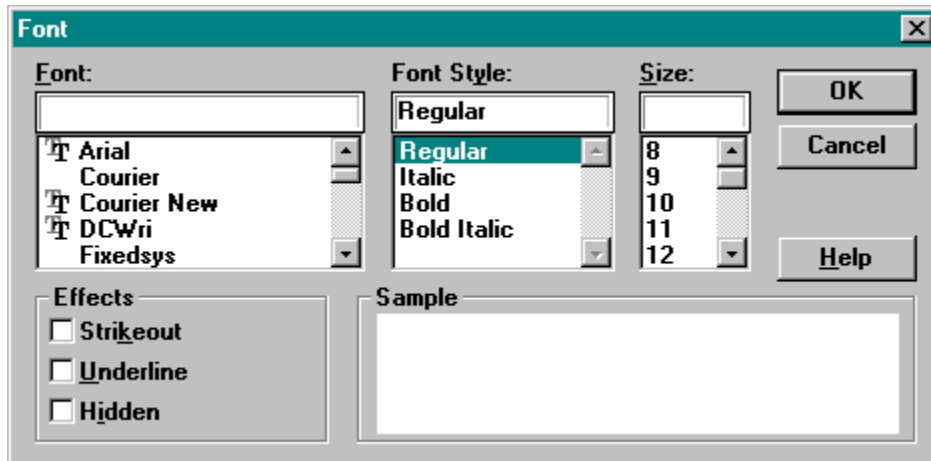 Font
Font:
Font Style:
Size:
OK
Regular
Cancel
Arial
Courier
Courier New
DCWri
Fixedsys
Regular
Italic
Bold
Bold Italic
8
9
10
11
12
Help
Effects
Strikeout
Underline
Hidden
Sample